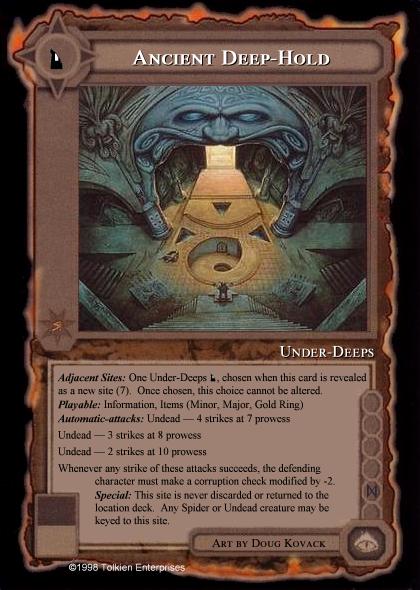 Ancient Deep-Hold
Under-Deeps
Adjacent Sites: One Under-Deeps , chosen when this card is revealed
as a new site (7). Once chosen, this choice cannot be altered.
Playable: Information, Items (Minor, Major, Gold Ring)
Automatic-attacks: Undead — 4 strikes at 7 prowess
Undead — 3 strikes at 8 prowess
Undead — 2 strikes at 10 prowess
Whenever any strike of these attacks succeeds, the defending
character must make a corruption check modified by -2.
Special: This site is never discarded or returned to the
location deck. Any Spider or Undead creature may be
keyed to this site.
Art by Doug Kovack
©1998 Tolkien Enterprises